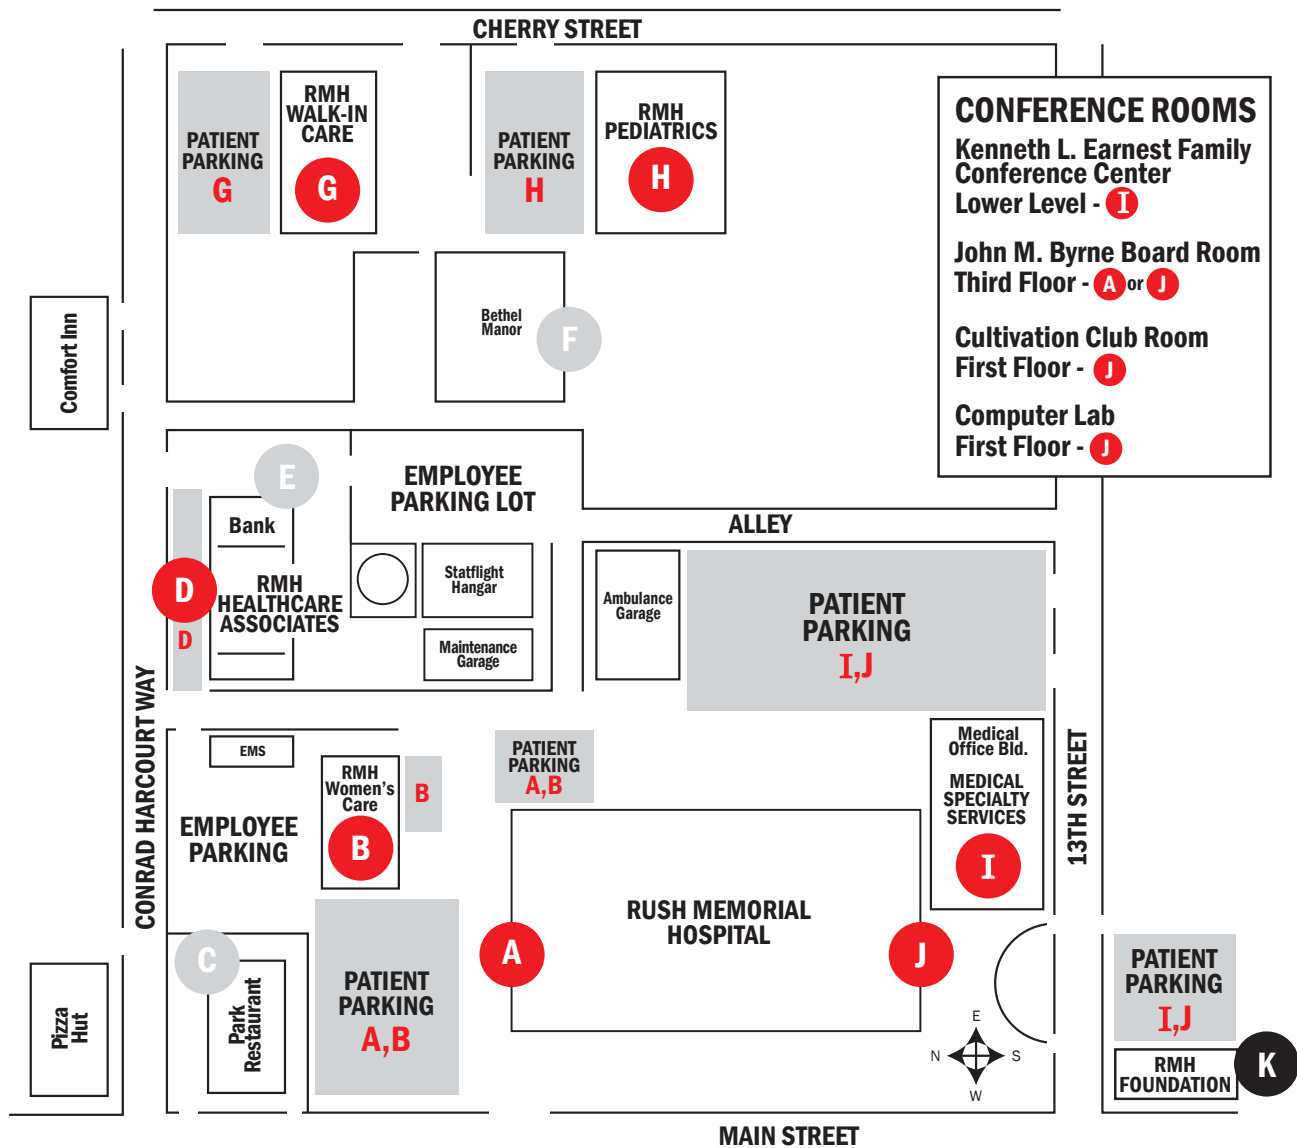 CHERRY STREET
RMH
WALK-IN
CARE
G
PATIENT
PARKING
G
PATIENT
PARKING
H
RMH
PEDIATRICS
H
CONFERENCE ROOMS
Kenneth L. Earnest Family
Conference Center
Lower Level - I
John M. Byrne Board Room
Third Floor - A or J
Cultivation Club Room
First Floor - J
Computer Lab
First Floor - J
Comfort Inn
Bethel
Manor
F
E
EMPLOYEE
PARKING LOT
ALLEY
Bank
D
D
RMH
HEALTHCARE
ASSOCIATES
Statflight
Hangar
Maintenance
Garage
Ambulance
Garage
PATIENT
PARKING
I,J
CONRAD HARCOURT WAY
EMS
RMH
Women's
Care
B
B
EMPLOYEE
PARKING
PATIENT
PARKING
A,B
Medical
Office Bld.
MEDICAL
SPECIALTY
SERVICES
I
13TH STREET
RUSH MEMORIAL
HOSPITAL
A
J
C
Pizza
Hut
Park
Restaurant
PATIENT
PARKING
A,B
E
N
S
W
PATIENT
PARKING
I,J
RMH
FOUNDATION
K
MAIN STREET